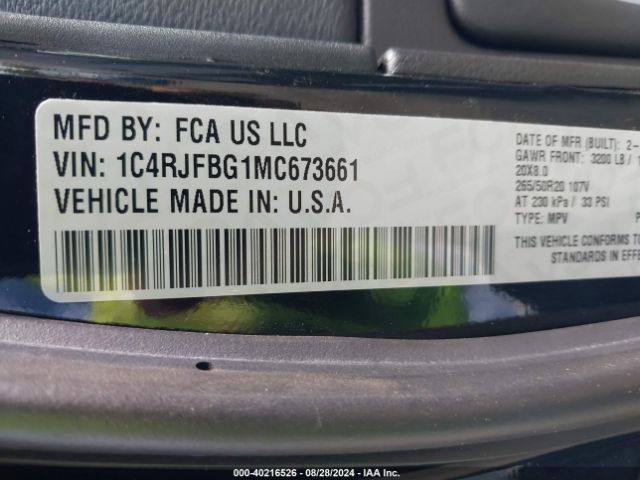 MFD BY: FCA US LLC
VIN: 1C4RJFBG1MC673661
VEHICLE MADE IN: U.S.A.
DATE OF MFR (BUILT): 2-
GAWR FRONT: 3200 LB /
20X8.0
265/50R20 107V
AT 230 kPa / 33 PSI
TYPE: MPV
THIS VEHICLE CONFORMS TO
STANDARDS IN EFFE
000-40216526 - 08/28/2024 - IAA Inc.